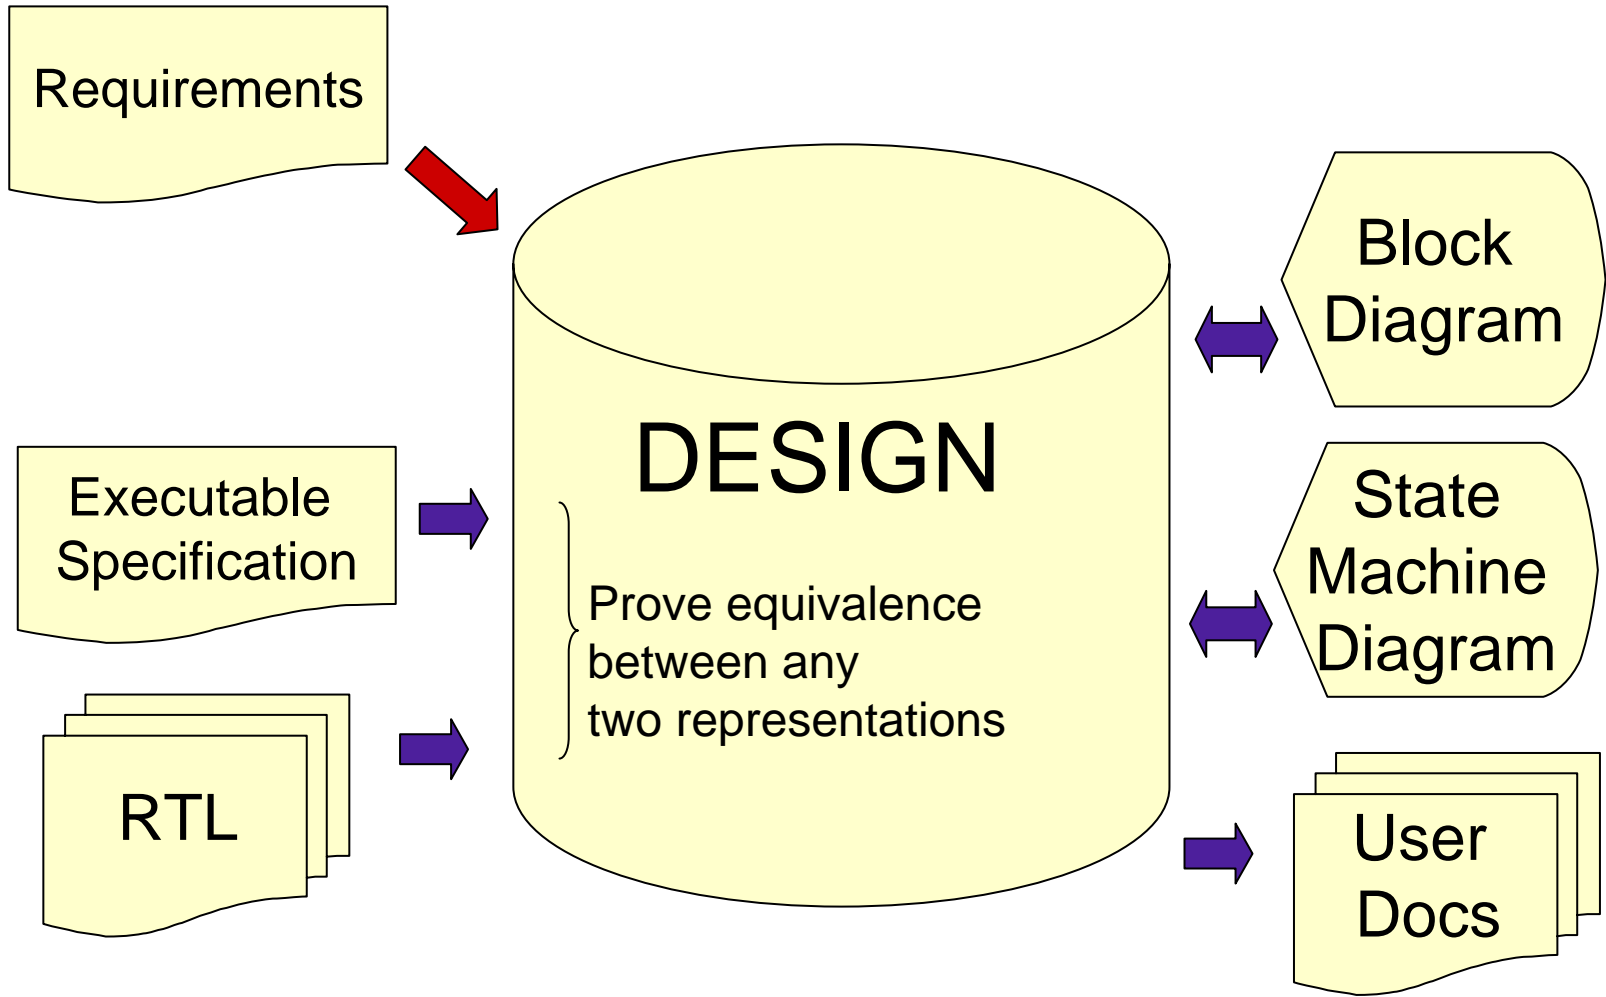 Requirements
Executable
Specification
RTL
DESIGN
Prove equivalence
between any
two representations
Block
Diagram
State
Machine
Diagram
User
Docs